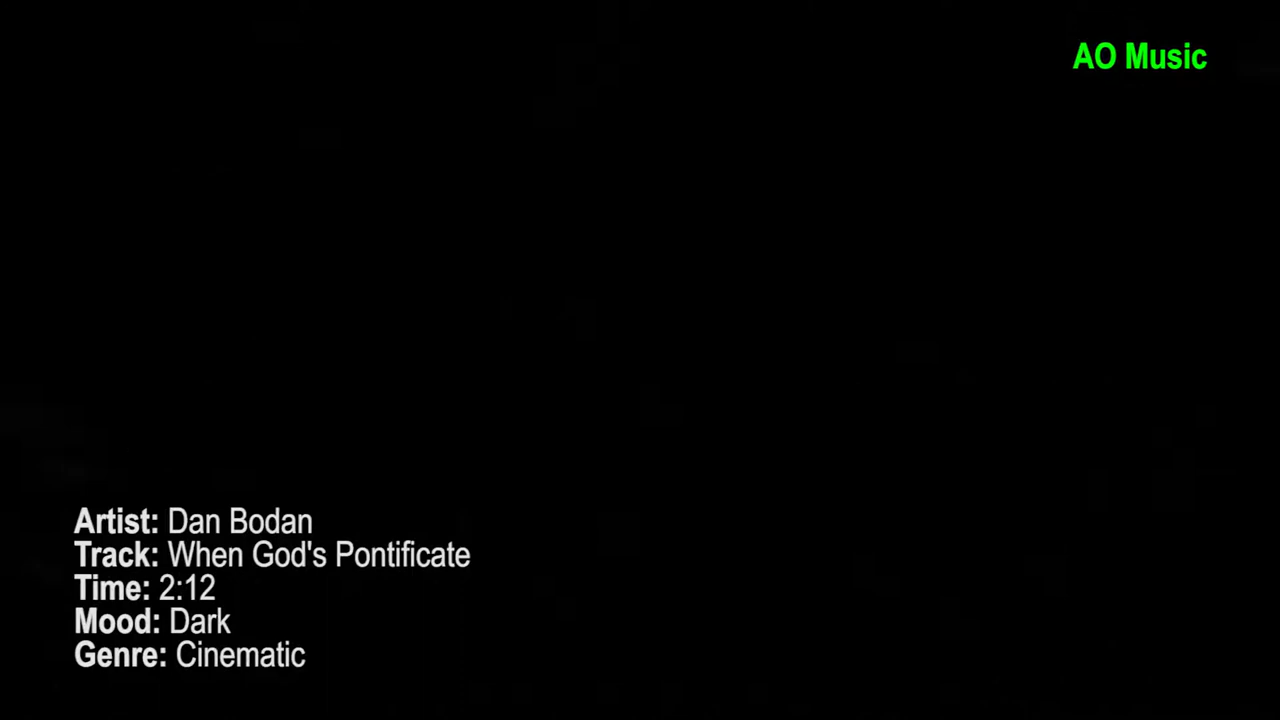 AO Music
Artist: Dan Bodan
Track: When God's Pontificate
Time: 2:12
Mood: Dark
Genre: Cinematic